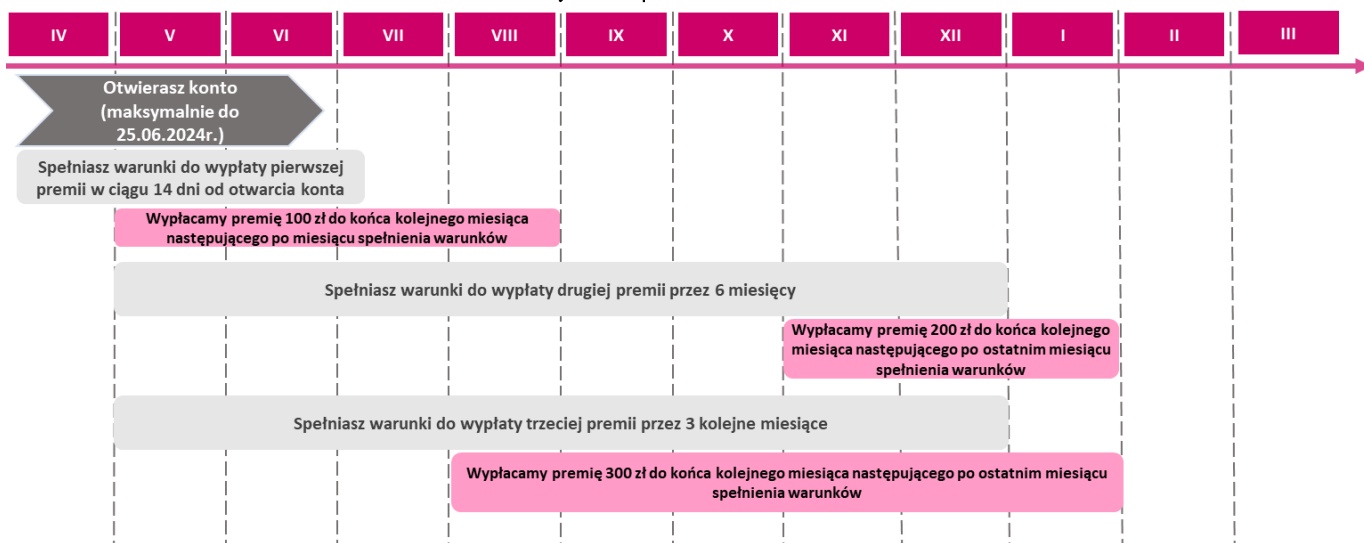 IV V VI VII VIII IX X XI XII I II III
Otwierasz konto
(maksymalnie do
25.06.2024r.)
Spełniasz warunki do wypłaty pierwszej
premii w ciągu 14 dni od otwarcia konta
Wypłacamy premię 100 zł do końca kolejnego miesiąca
następującego po miesiącu spełnienia warunków
Spełniasz warunki do wypłaty drugiej premii przez 6 miesięcy
Wypłacamy premię 200 zł do końca kolejnego
miesiąca następującego po ostatnim miesiącu
spełnienia warunków
Spełniasz warunki do wypłaty trzeciej premii przez 3 kolejne miesiące
Wypłacamy premię 300 zł do końca kolejnego miesiąca następującego po ostatnim miesiącu
spełnienia warunków